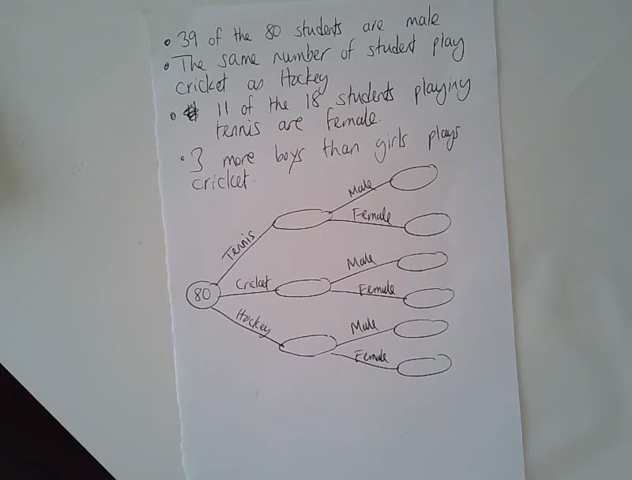 • 39 of the 80 students are male
• The same number of student play
cricket as Hockey
• 11 of the 18 students playing
tennis are female.
• 3 more boys than girls plays
cricket.
Male
Tennis
Female
Male
80
Cricket
Female
Hockey
Male
Female